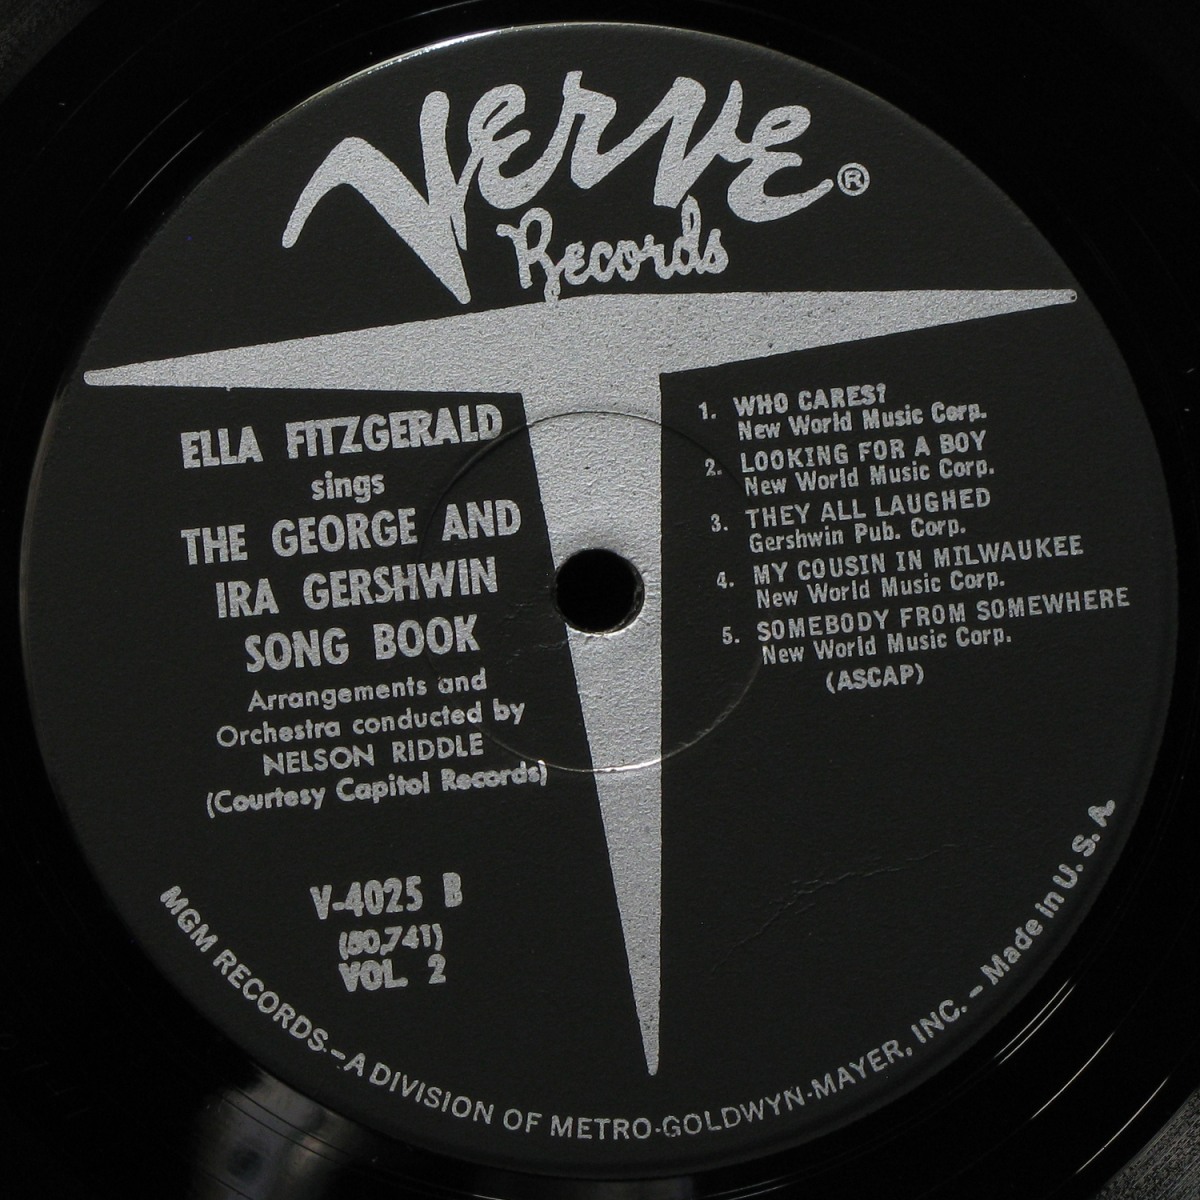 Verve ®
Records
ELLA FITZGERALD
sings
THE GEORGE AND
IRA GERSHWIN
SONG BOOK
Arrangements and
Orchestra conducted by
NELSON RIDDLE
(Courtesy Capitol Records)
V-4025 B
(80,741)
VOL. 2
1. WHO CARES?
New World Music Corp.
2. LOOKING FOR A BOY
New World Music Corp.
3. THEY ALL LAUGHED
Gershwin Pub. Corp.
4. MY COUSIN IN MILWAUKEE
New World Music Corp.
5. SOMEBODY FROM SOMEWHERE
New World Music Corp.
(ASCAP)
MGM RECORDS.-A DIVISION OF METRO-GOLDWYN-MAYER, INC. - Made in U. S. A.